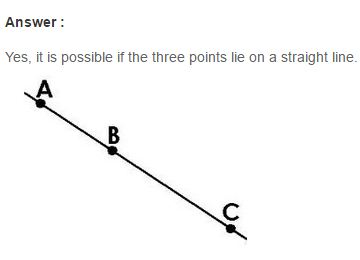 Answer :
Yes, it is possible if the three points lie on a straight line.
A
B
C